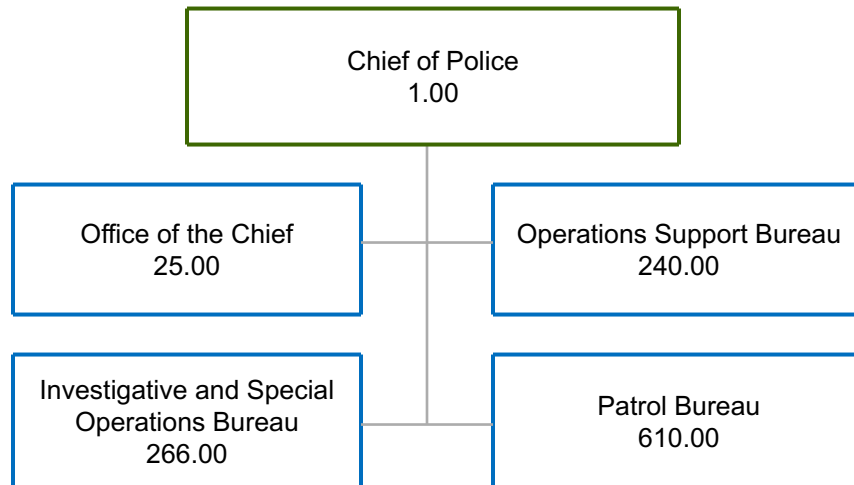 Chief of Police
1.00
Office of the Chief
25.00
Operations Support Bureau
240.00
Investigative and Special
Operations Bureau
266.00
Patrol Bureau
610.00